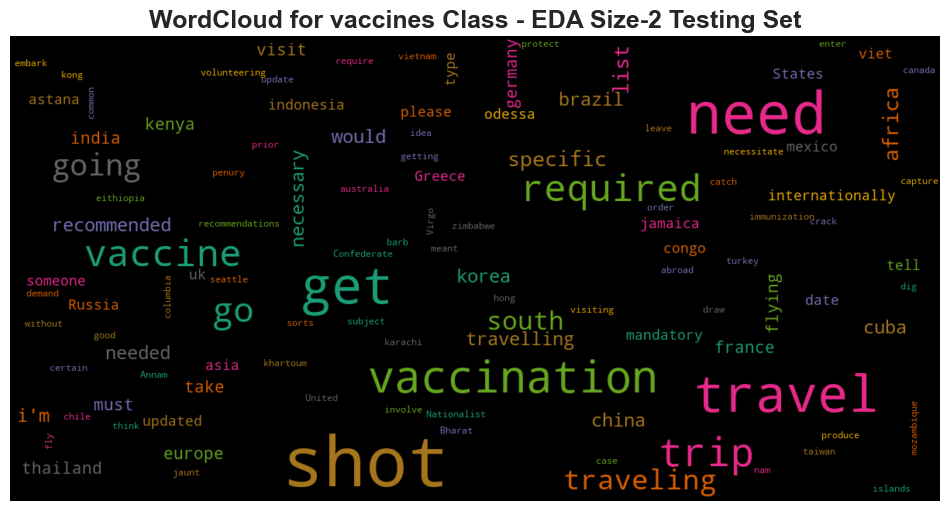 WordCloud for vaccines Class - EDA Size-2 Testing Set
embark
kong
volunteering
update
visit
require
vietnam
type
germany
protect
list
enter
viet
States
canada
astana
common
indonesia
please
odessa
brazil
need
africa
kenya
india
prior
would
idea
getting
leave
necessitate
mexico
going
penury
necessary
australia
Greece
specific
required
catch
internationally
capture
eithiopia
recommended
recommendations
Virgo
zimbabwe
order
jamaica
immunization
crack
vaccine
barb
Confederate
meant
congo
abroad
turkey
someone
demand
uk
seattle
get
korea
tell
dig
Russia
columbia
go
hong
visiting
draw
flying
date
without
good
sorts
subject
south
travelling
mandatory
france
cuba
needed
karachi
certain
Annam
asia
khartoum
take
United
vaccination
travel
i'm
chile
must
think
updated
involve
Nationalist
Bharat
china
produce
mozambique
fly
thailand
europe
jaunt
shot
case
traveling
trip
nam
taiwan
islands